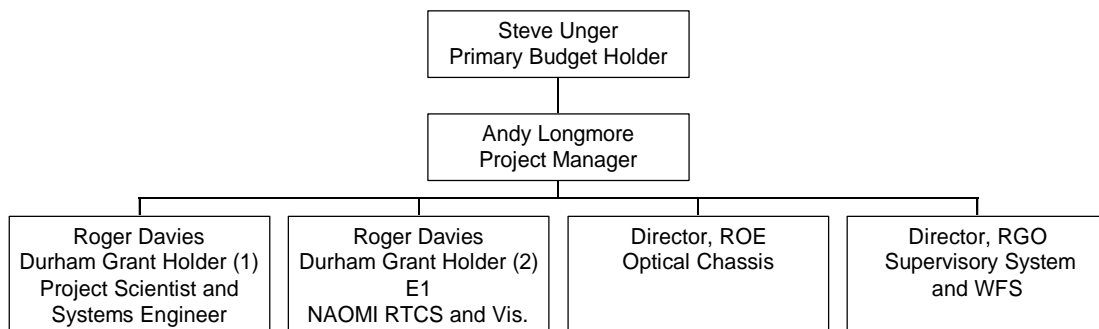 Steve Unger
Primary Budget Holder
Andy Longmore
Project Manager
Roger Davies
Durham Grant Holder (1)
Project Scientist and
Systems Engineer
Roger Davies
Durham Grant Holder (2)
E1
NAOMI RTCS and Vis.
Director, ROE
Optical Chassis
Director, RGO
Supervisory System
and WFS